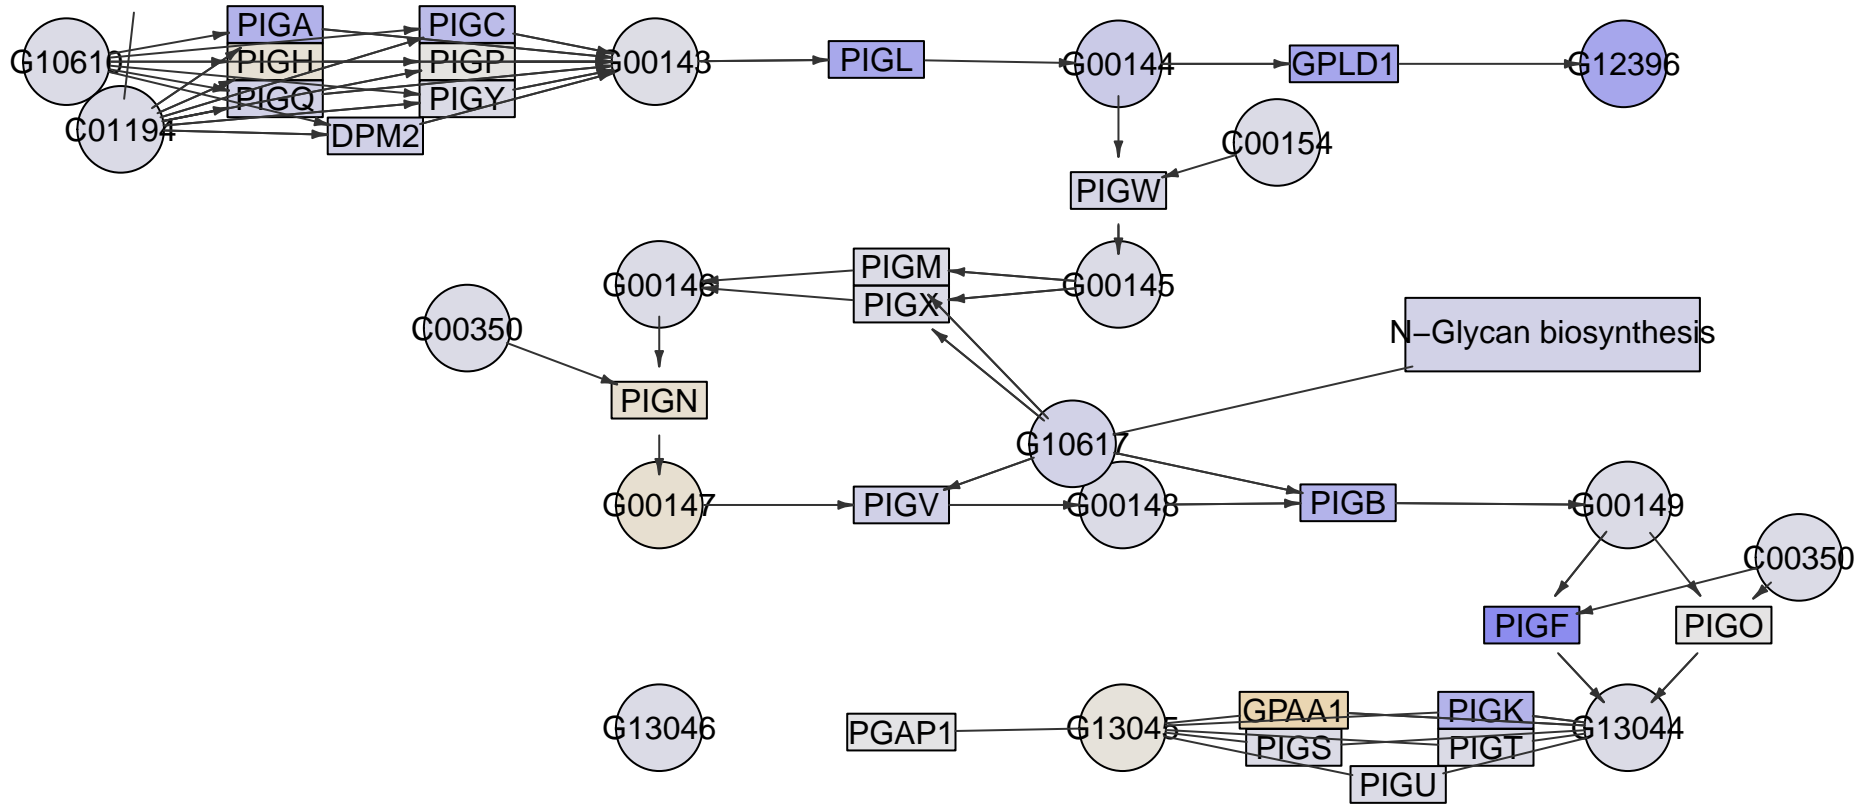 PIGA
PIGC
G10619
PIGH
PIGP
G00143
PIGL
G00144
GPLD1
G12396
PIGQ
PIGY
C01194
DPM2
C00154
PIGW
PIGM
G00146
G00145
PIGX
C00350
N−Glycan biosynthesis
PIGN
G10617
G00147
PIGV
G00148
PIGB
G00149
C00350
PIGF
PIGO
GPAA1
PIGK
G13046
PGAP1
G13045
G13044
PIGS
PIGT
PIGU